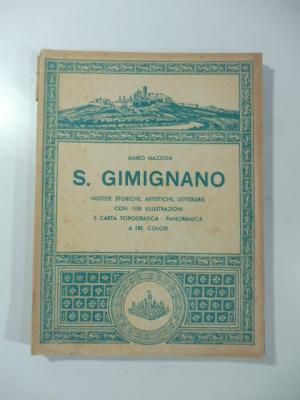 MARIO MAZZONI
S. GIMIGNANO
NOTIZIE STORICHE, ARTISTICHE, LETTERARIE
CON 108 ILLUSTRAZIONI
E CARTA TOPOGRAFICA - PANORAMICA
A TRE COLORI